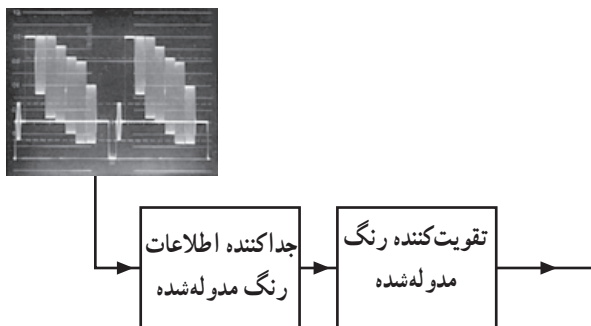 جداکننده اطلاعات
رنگ مدوله‌شده
تقویت‌کننده رنگ
مدوله‌شده